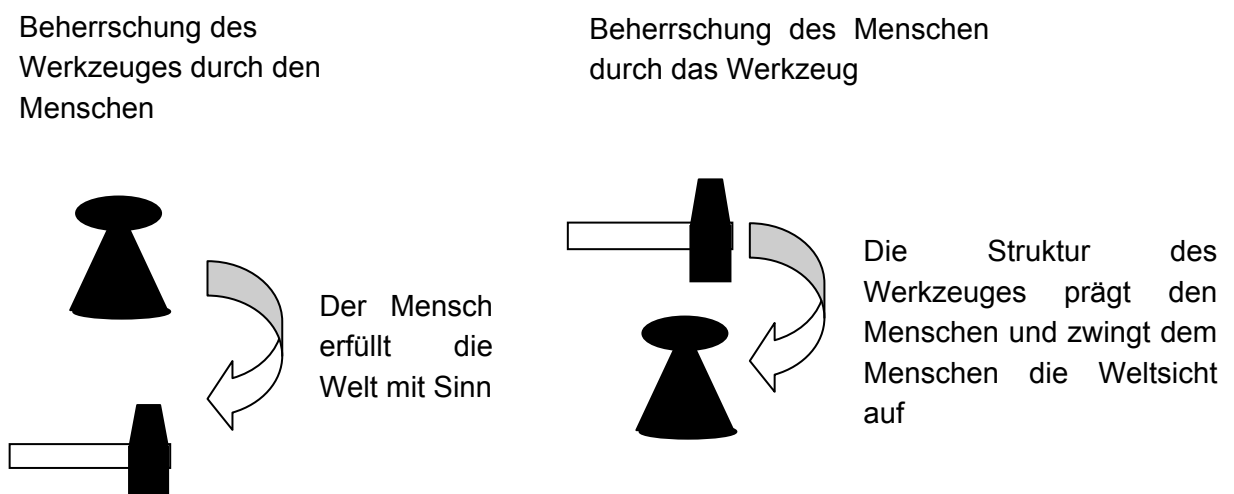 Beherrschung des
Werkzeuges durch den
Menschen
Beherrschung des Menschen
durch das Werkzeug
Der Mensch
erfüllt die
Welt mit Sinn
Die Struktur des
Werkzeuges prägt den
Menschen und zwingt dem
Menschen die Weltsicht
auf